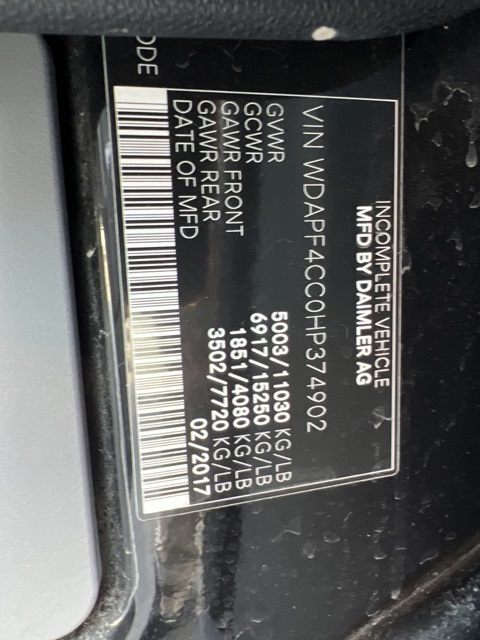 INCOMPLETE VEHICLE
MFD BY DAIMLER AG
VIN WDAPF4CC0HP374902
GVWR 5003/11030 KG/LB
GCWR 6917/15250 KG/LB
GAWR FRONT 1851/4080 KG/LB
GAWR REAR 3502/7720 KG/LB
DATE OF MFD 02/2017
ODE